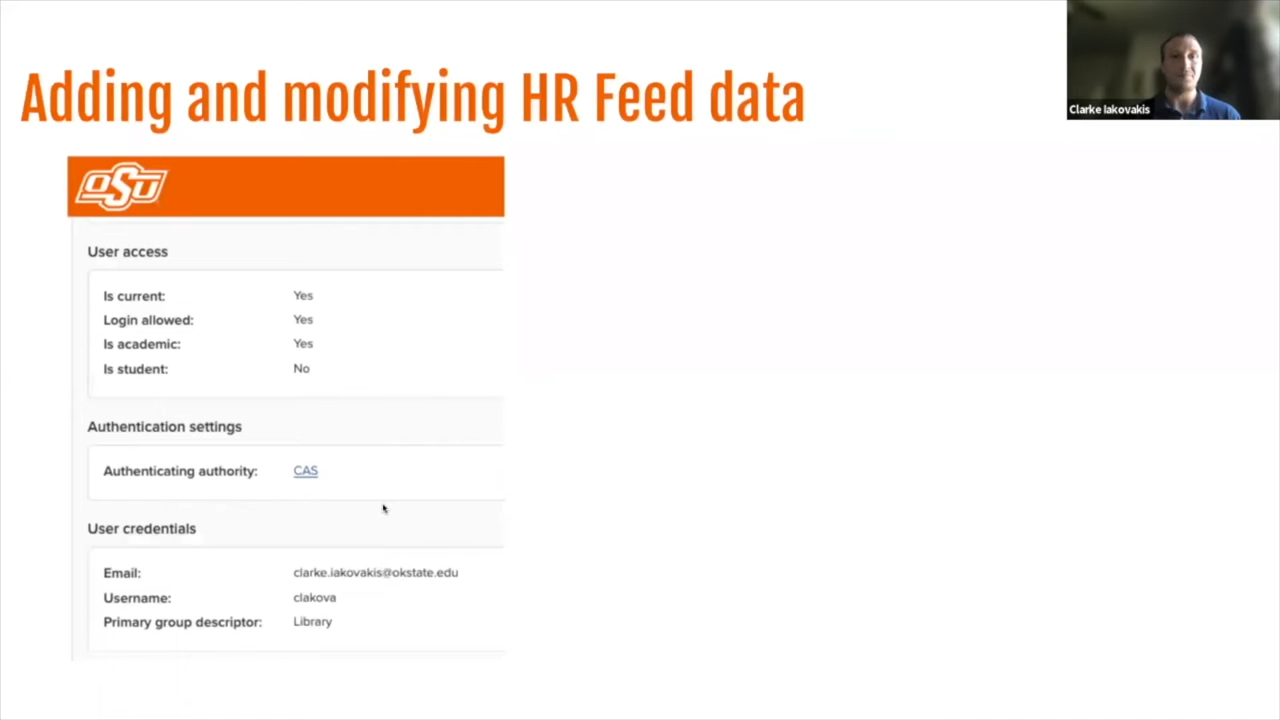 Adding and modifying HR Feed data
Clarke Iakovakis
OSU
User access
Is current: Yes
Login allowed: Yes
Is academic: Yes
Is student: No
Authentication settings
Authenticating authority: CAS
User credentials
Email: clarke.iakovakis@okstate.edu
Username: clakova
Primary group descriptor: Library